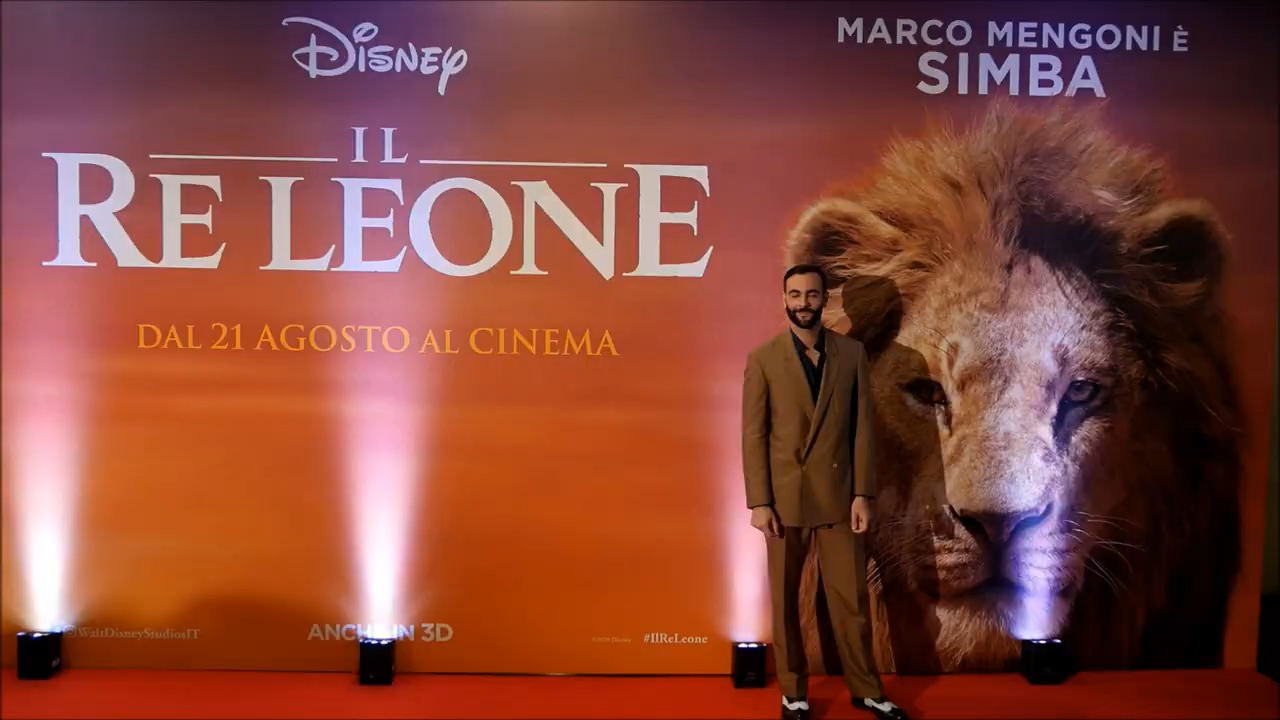 Disney
IL
RE LEONE
DAL 21 AGOSTO AL CINEMA
MARCO MENGONI È
SIMBA
WaltDisneyStudiosIT
ANCHE IN 3D
#IlReLeone